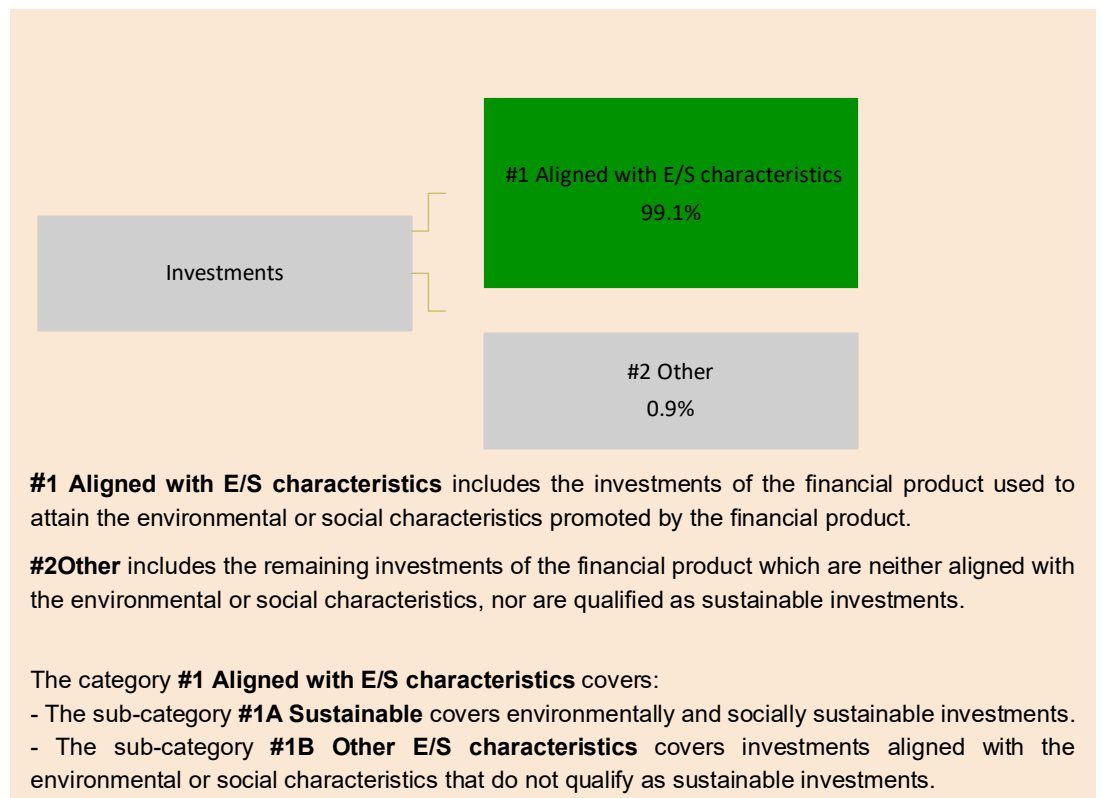 #1 Aligned with E/S characteristics
99.1%
Investments
#2 Other
0.9%
#1 Aligned with E/S characteristics includes the investments of the financial product used to
attain the environmental or social characteristics promoted by the financial product.
#2Other includes the remaining investments of the financial product which are neither aligned with
the environmental or social characteristics, nor are qualified as sustainable investments.
The category #1 Aligned with E/S characteristics covers:
- The sub-category #1A Sustainable covers environmentally and socially sustainable investments.
- The sub-category #1B Other E/S characteristics covers investments aligned with the
environmental or social characteristics that do not qualify as sustainable investments.